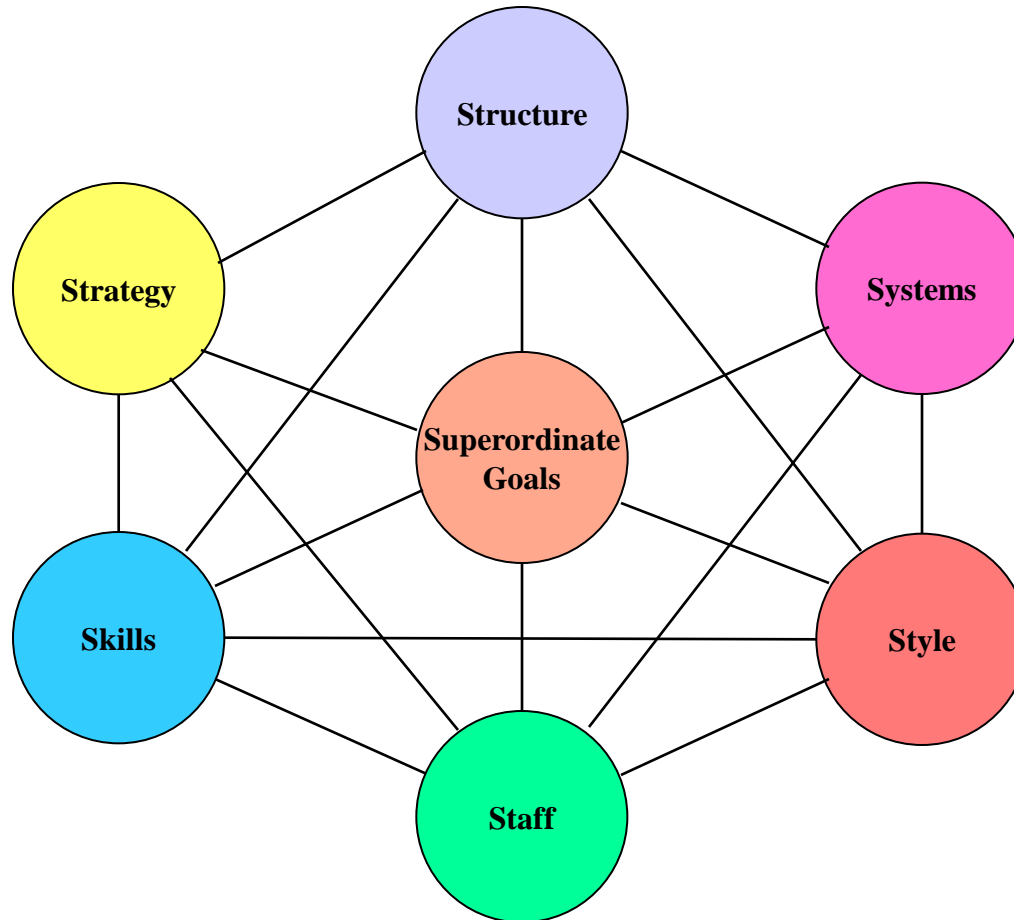 Structure
Strategy
Systems
Superordinate
Goals
Skills
Style
Staff